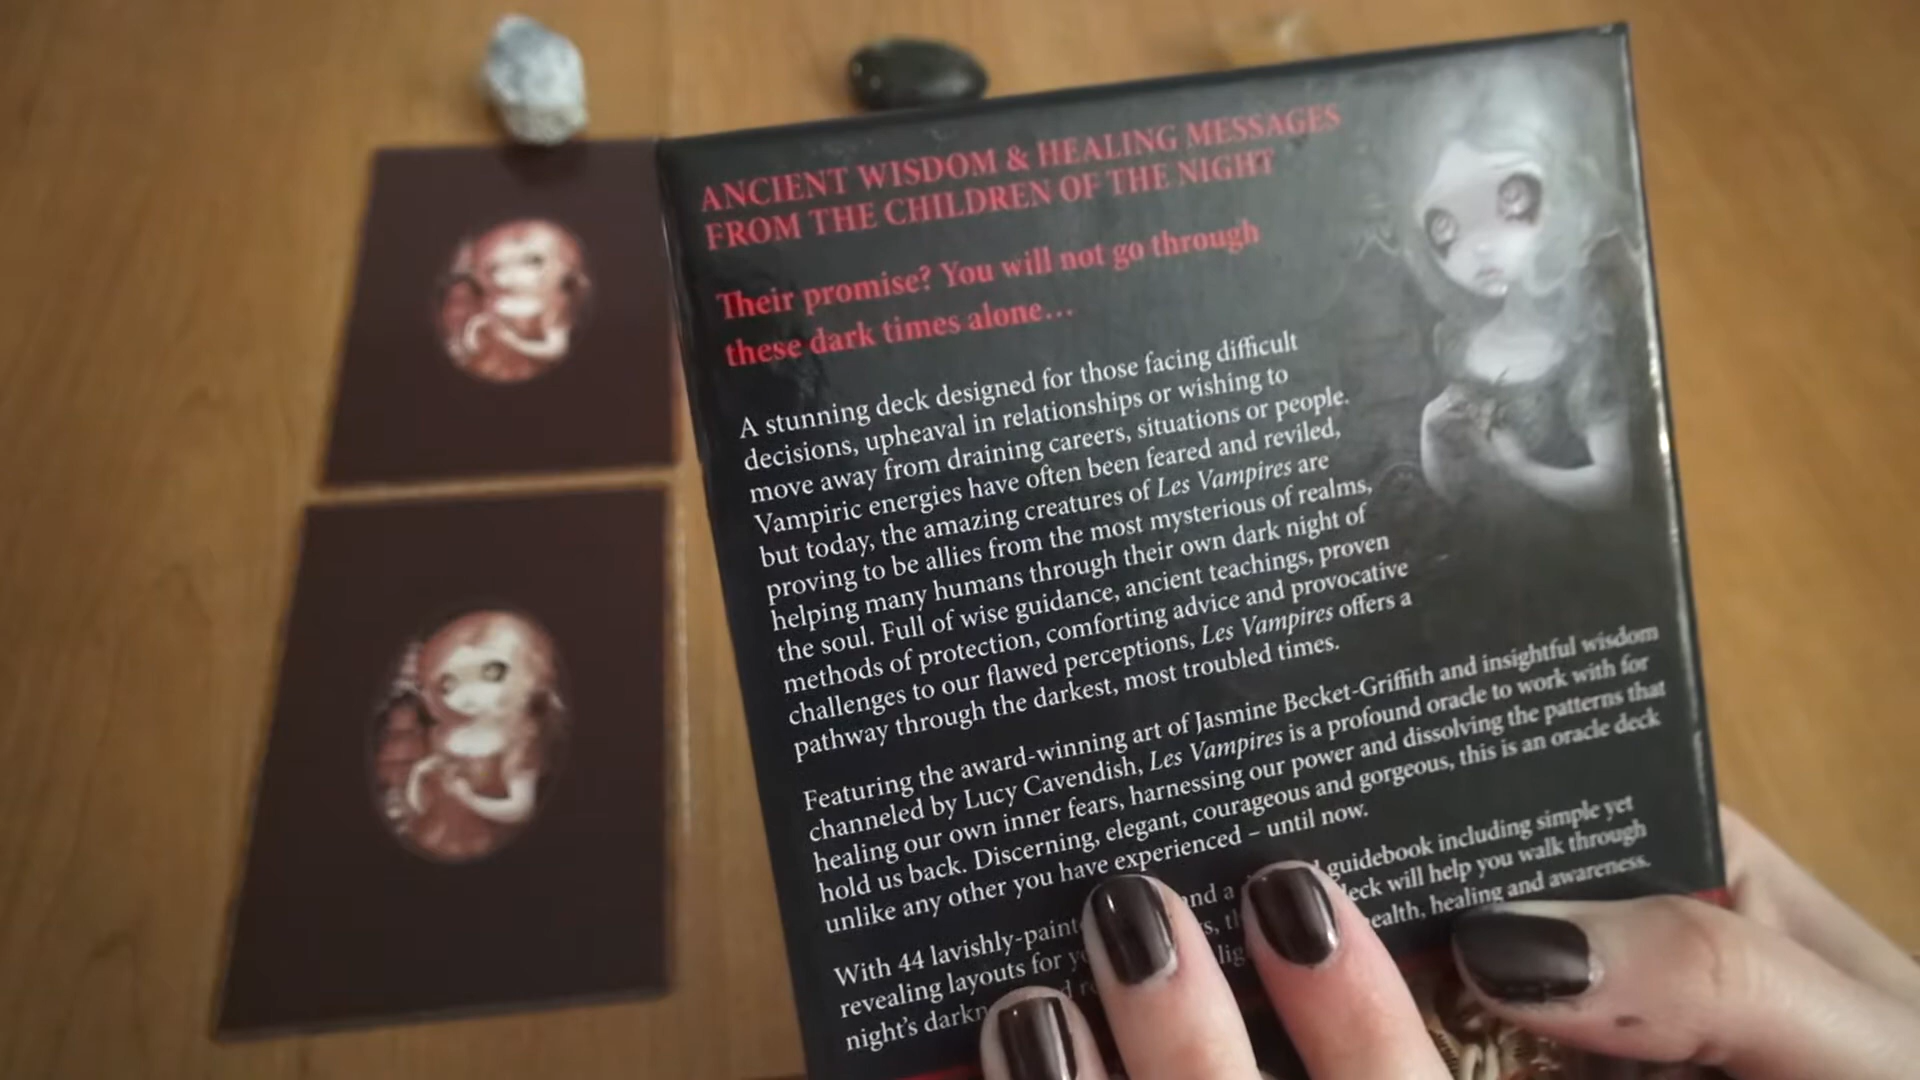 ANCIENT WISDOM & HEALING MESSAGES
FROM THE CHILDREN OF THE NIGHT
Their promise? You will not go through
these dark times alone...
A stunning deck designed for those facing difficult
decisions, upheaval in relationships or wishing to
move away from draining careers, situations or people.
Vampiric energies have often been feared and reviled,
but today, the amazing creatures of Les Vampires are
proving to be allies from the most mysterious of realms,
helping many humans through their own dark night of
the soul. Full of wise guidance, ancient teachings, proven
methods of protection, comforting advice and provocative
challenges to our flawed perceptions, Les Vampires offers a
pathway through the darkest, most troubled times.
Featuring the award-winning art of Jasmine Becket-Griffith and insightful wisdom
channeled by Lucy Cavendish, Les Vampires is a profound oracle to work with for
healing our own inner fears, harnessing our power and dissolving the patterns that
hold us back. Discerning, elegant, courageous and gorgeous, this is an oracle deck
unlike any other you have experienced – until now.
With 44 and a guidebook including simple yet
revealing layouts for deck will help you walk through
night's healing and awareness.